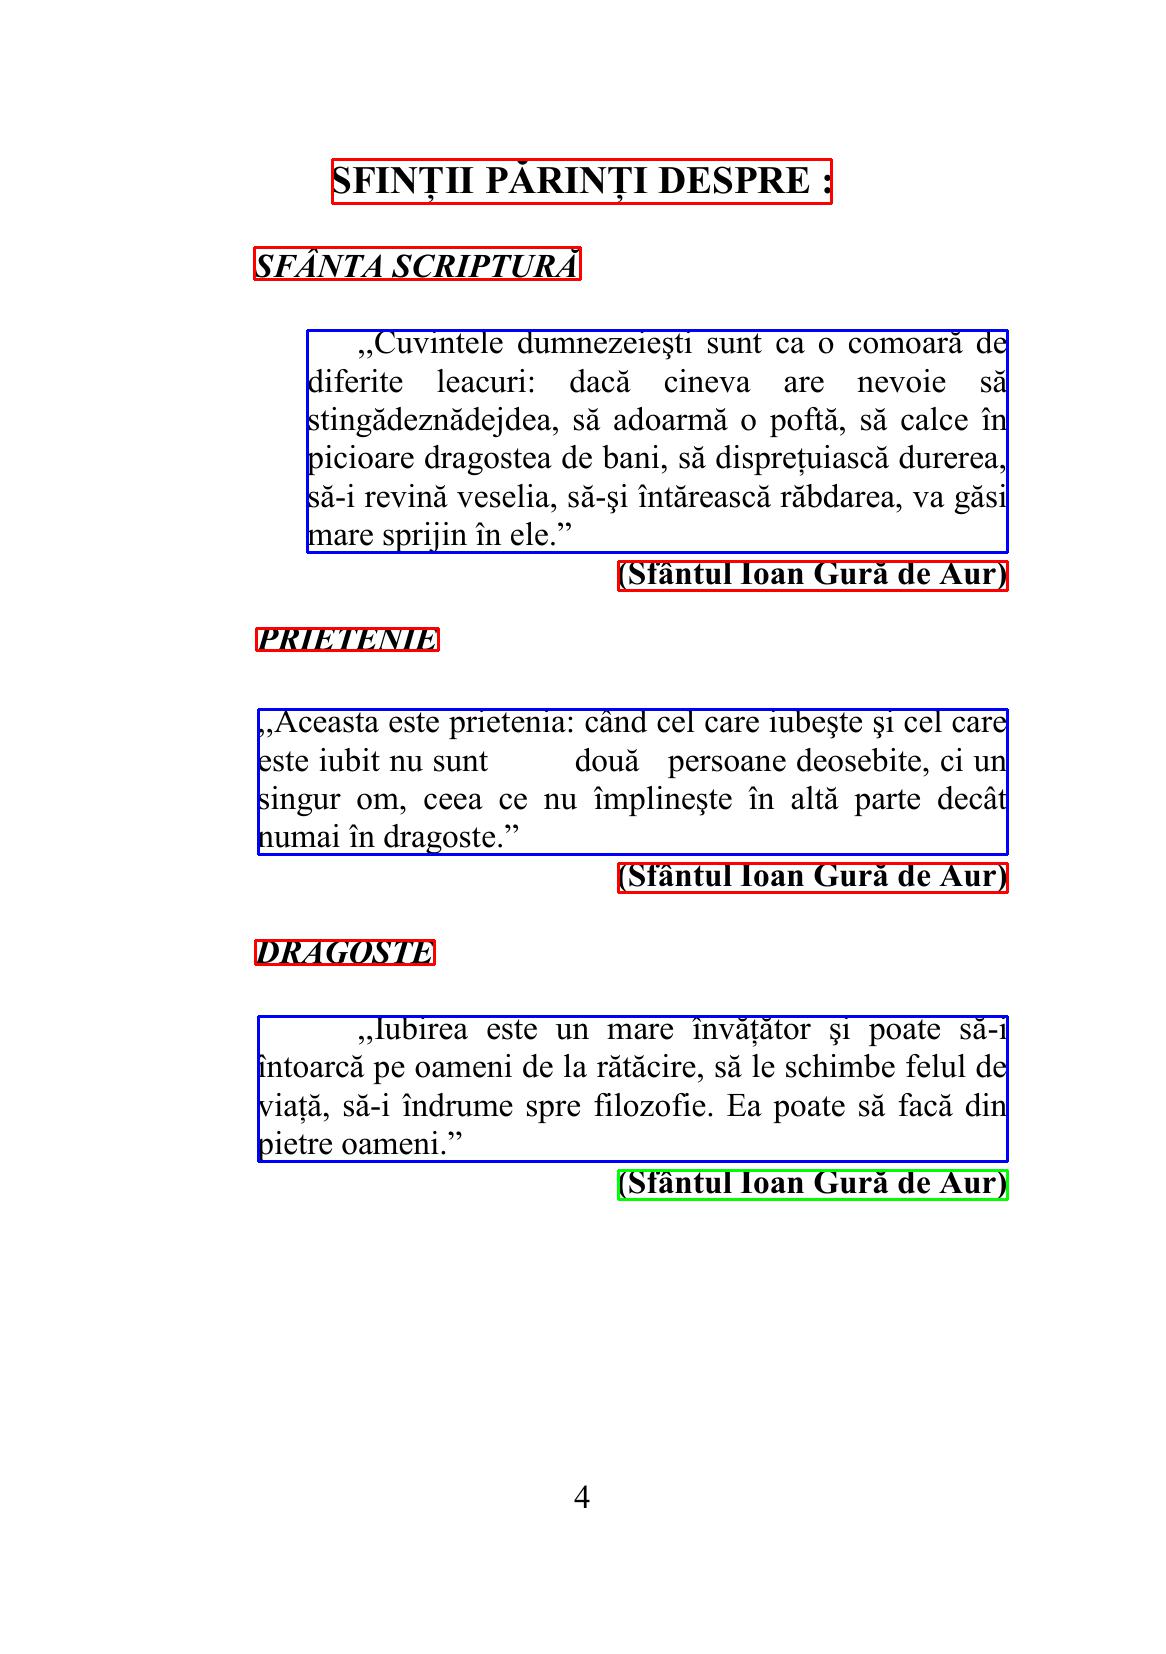 SFINȚII PĂRINȚI DESPRE :
SFÂNTA SCRIPTURĂ
,,Cuvintele dumnezeieşti sunt ca o comoară de
diferite leacuri: dacă cineva are nevoie să
stingădeznădejdea, să adoarmă o poftă, să calce în
picioare dragostea de bani, să disprețuiască durerea,
să-i revină veselia, să-şi întărească răbdarea, va găsi
mare sprijin în ele.”
(Sfântul Ioan Gură de Aur)
PRIETENIE
,,Aceasta este prietenia: când cel care iubeşte şi cel care
este iubit nu sunt două persoane deosebite, ci un
singur om, ceea ce nu împlineşte în altă parte decât
numai în dragoste.”
(Sfântul Ioan Gură de Aur)
DRAGOSTE
,,Iubirea este un mare învățător şi poate să-i
întoarcă pe oameni de la rătăcire, să le schimbe felul de
viață, să-i îndrume spre filozofie. Ea poate să facă din
pietre oameni.”
(Sfântul Ioan Gură de Aur)
4